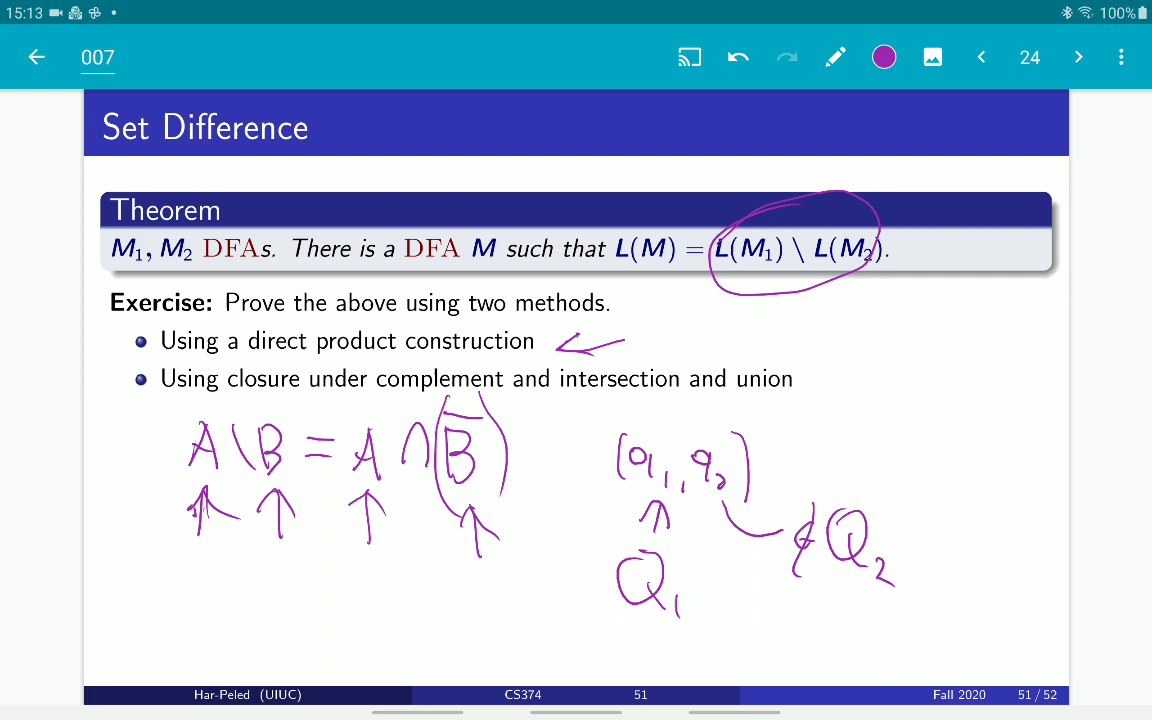 15:13 100%
007 24
Set Difference
Theorem
M₁, M₂ DFAs. There is a DFA M such that L(M) = L(M₁) \ L(M₂).
Exercise: Prove the above using two methods.
Using a direct product construction
Using closure under complement and intersection and union
A \ B = A ∩ (B̅)
(q₁, q₂)
∉ Q₂
Q₁
Har-Peled (UIUC) CS374 51 Fall 2020 51 / 52